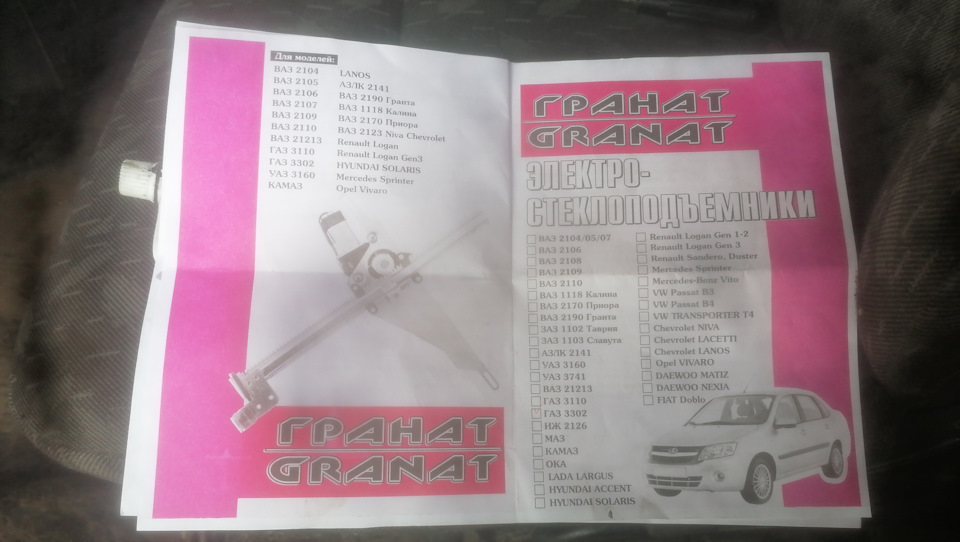 Для моделей:
ВАЗ 2104
ВАЗ 2105
ВАЗ 2106
ВАЗ 2107
ВАЗ 2109
ВАЗ 2110
ВАЗ 21213
ГАЗ 3110
ГАЗ 3302
УАЗ 3160
КАМАЗ
LANOS
АЗЛК 2141
ВАЗ 2190 Гранта
ВАЗ 1118 Калина
ВАЗ 2170 Приора
ВАЗ 2123 Niva Chevrolet
Renault Logan
Renault Logan Gen3
HYUNDAI SOLARIS
Mercedes Sprinter
Opel Vivaro
ГРАНАТ
GRANAT
ГРАНАТ
GRANAT
ЭЛЕКТРО-
СТЕКЛОПОДЪЕМНИКИ
ВАЗ 2104/05/07
ВАЗ 2106
ВАЗ 2108
ВАЗ 2109
ВАЗ 2110
ВАЗ 1118 Калина
ВАЗ 2170 Приора
ВАЗ 2190 Гранта
ЗАЗ 1102 Таврия
ЗАЗ 1103 Славута
АЗЛК 2141
УАЗ 3160
УАЗ 3741
ВАЗ 21213
ГАЗ 3110
ГАЗ 3302
ИЖ 2126
МАЗ
КАМАЗ
ОКА
LADA LARGUS
HYUNDAI ACCENT
HYUNDAI SOLARIS
Renault Logan Gen 1-2
Renault Logan Gen 3
Renault Sandero, Duster
Mercedes Sprinter
Mercedes-Benz Vito
VW Passat B3
VW Passat B4
VW TRANSPORTER T4
Chevrolet NIVA
Chevrolet LACETTI
Chevrolet LANOS
Opel VIVARO
DAEWOO MATIZ
DAEWOO NEXIA
FIAT Doblo